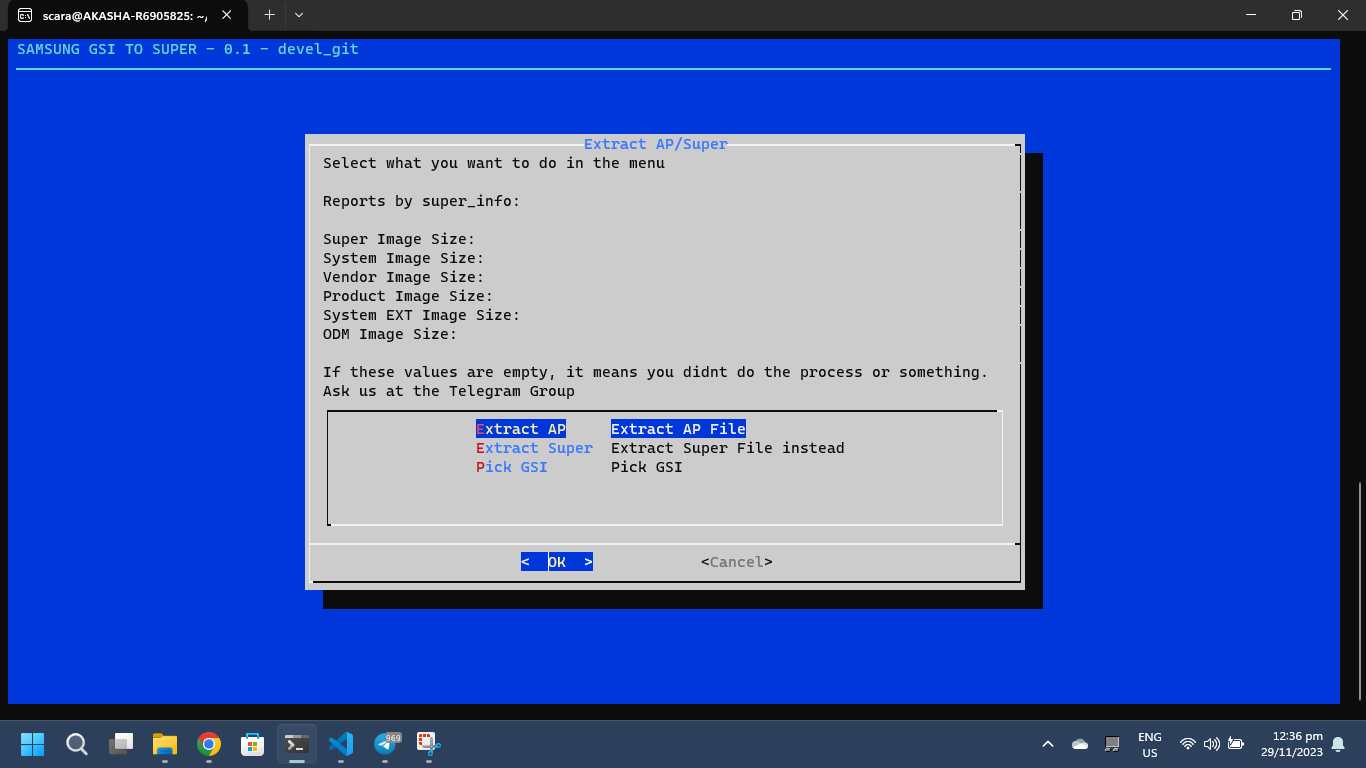 scara@AKASHA-R6905825: ~,
SAMSUNG GSI TO SUPER - 0.1 - devel_git
Extract AP/Super
Select what you want to do in the menu
Reports by super_info:
Super Image Size:
System Image Size:
Vendor Image Size:
Product Image Size:
System EXT Image Size:
ODM Image Size:
If these values are empty, it means you didnt do the process or something.
Ask us at the Telegram Group
Extract AP Extract AP File
Extract Super Extract Super File instead
Pick GSI Pick GSI
< OK > <Cancel>
969
ENG
US
12:36 pm
29/11/2023